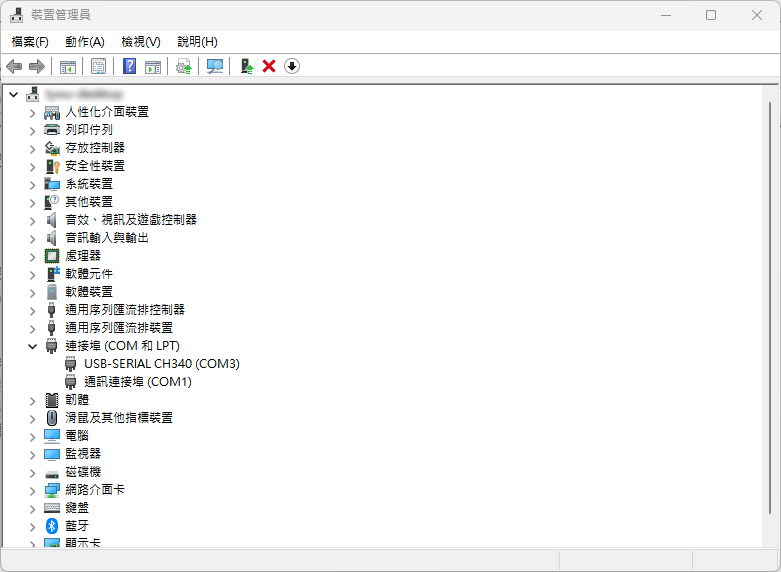 裝置管理員
檔案(F) 動作(A) 檢視(V) 說明(H)
人性化介面裝置
列印佇列
存放控制器
安全性裝置
系統裝置
其他裝置
音效、視訊及遊戲控制器
音訊輸入與輸出
處理器
軟體元件
軟體裝置
通用序列匯流排控制器
通用序列匯流排裝置
連接埠 (COM 和 LPT)
USB-SERIAL CH340 (COM3)
通訊連接埠 (COM1)
韌體
滑鼠及其他指標裝置
電腦
監視器
磁碟機
網路介面卡
鍵盤
藍牙
顯示卡